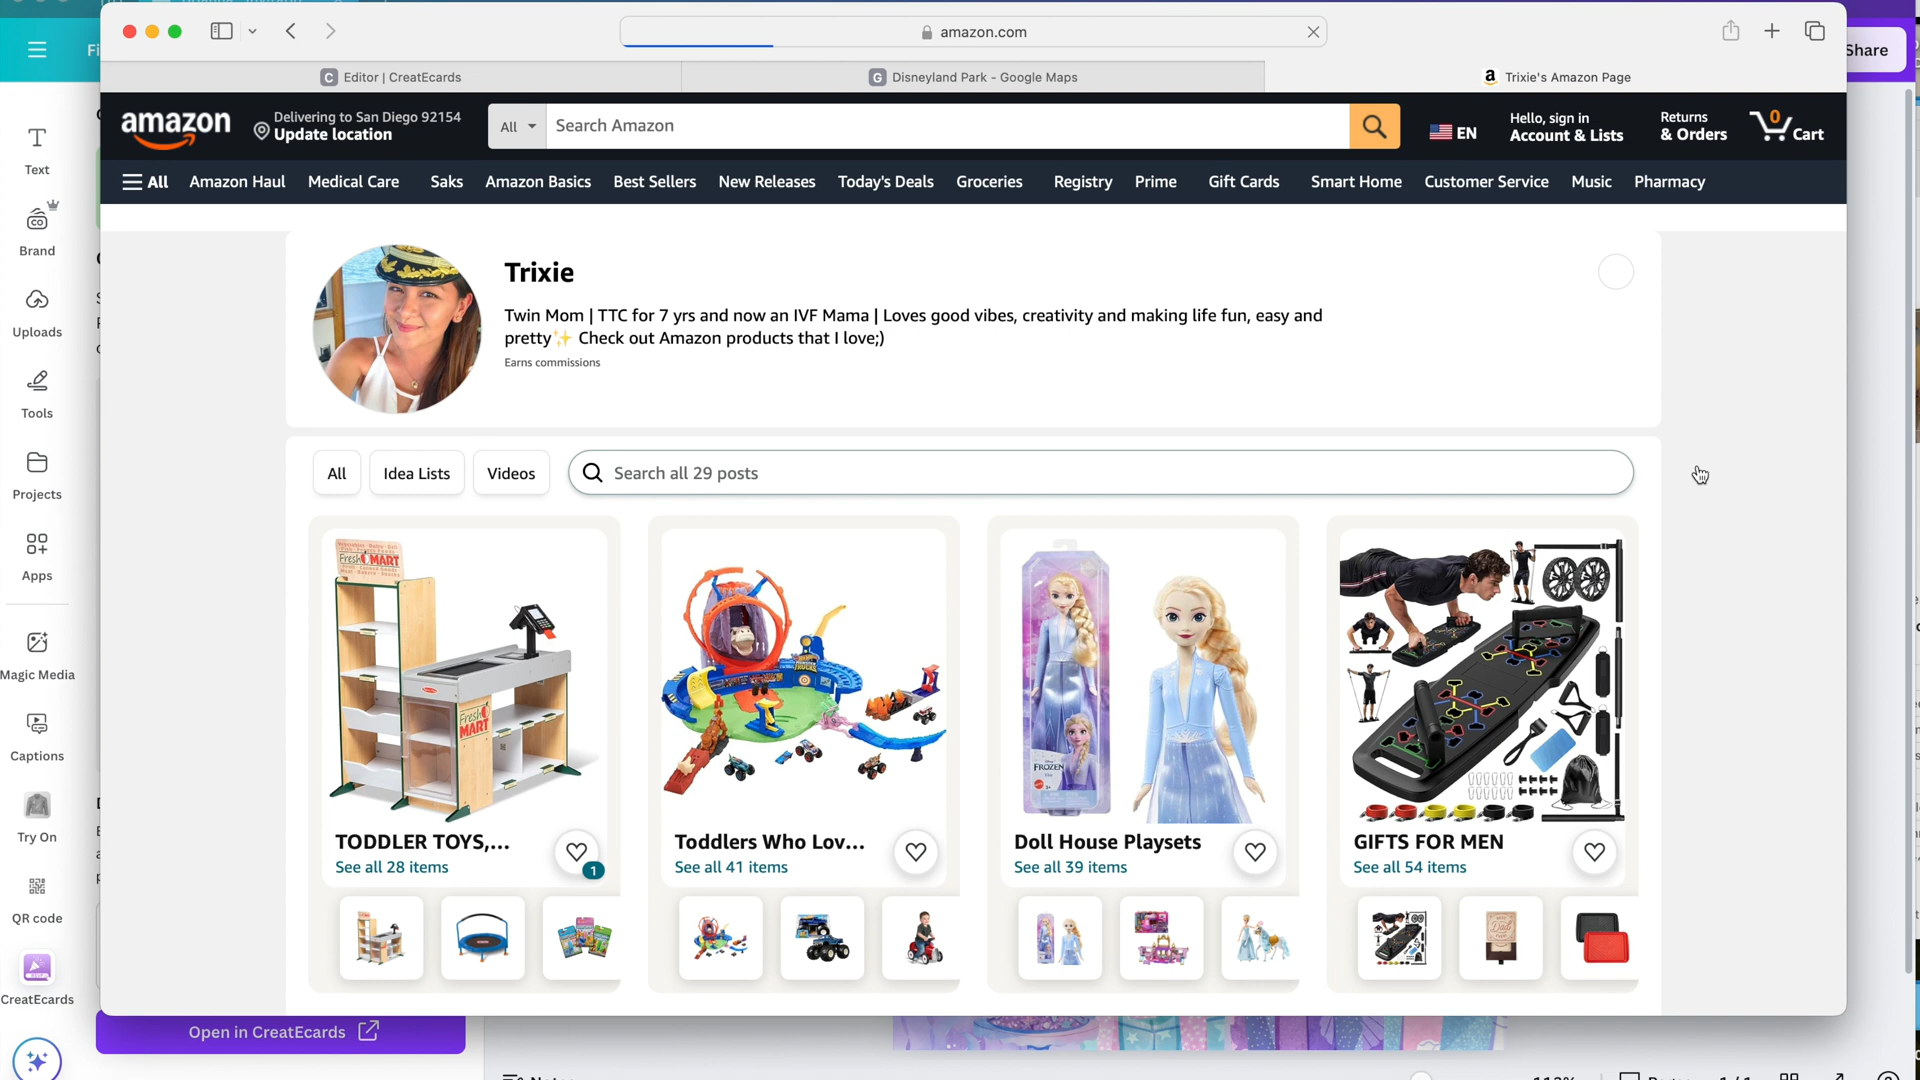 amazon.com
Editor | CreatEcards
Disneyland Park - Google Maps
Trixie's Amazon Page
Share
amazon
Delivering to San Diego 92154
Update location
All
Search Amazon
EN
Hello, sign in
Account & Lists
Returns
& Orders
0
Cart
All
Amazon Haul
Medical Care
Saks
Amazon Basics
Best Sellers
New Releases
Today's Deals
Groceries
Registry
Prime
Gift Cards
Smart Home
Customer Service
Music
Pharmacy
Text
Brand
Uploads
Tools
Projects
Apps
Magic Media
Captions
Try On
QR code
CreatEcards
Trixie
Twin Mom | TTC for 7 yrs and now an IVF Mama | Loves good vibes, creativity and making life fun, easy and
pretty✨ Check out Amazon products that I love;)
Earns commissions
All
Idea Lists
Videos
Search all 29 posts
Fresh MART
Fresh
MART
FROZEN
TODDLER TOYS,...
See all 28 items
1
Toddlers Who Lov...
See all 41 items
Doll House Playsets
See all 39 items
GIFTS FOR MEN
See all 54 items
Open in CreatEcards